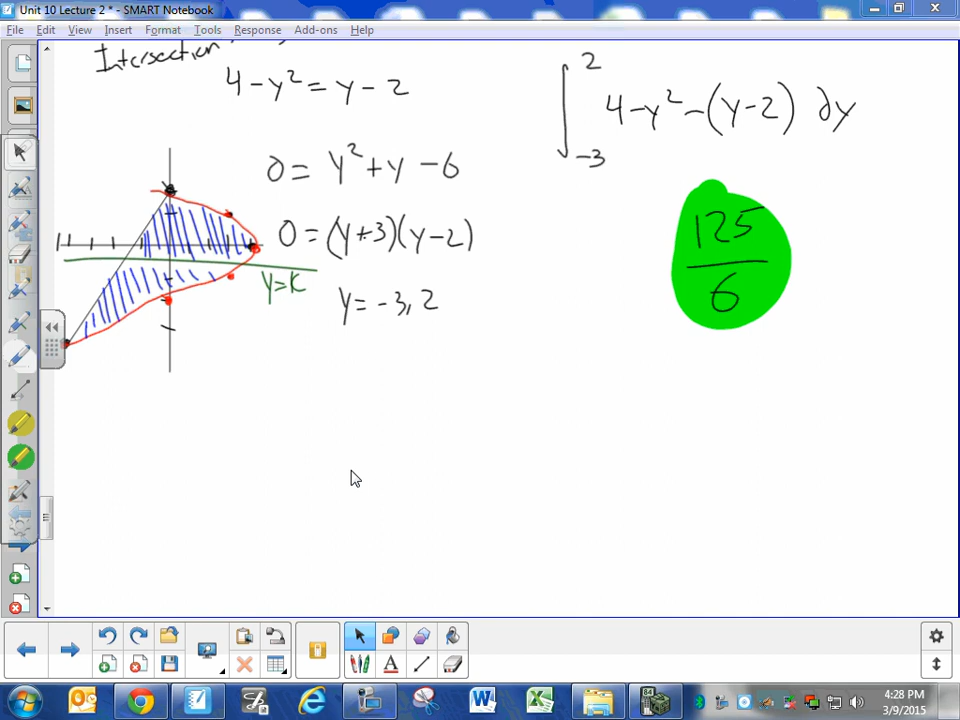 Unit 10 Lecture 2 * - SMART Notebook
File Edit View Insert Format Tools Response Add-ons Help
Intersection
4-y² = y-2
0 = y²+y-6
0 = (y+3)(y-2)
y = -3, 2
y=k
∫ 2 -3 4-y²-(y-2) dy
125
6
4:28 PM
3/9/2015